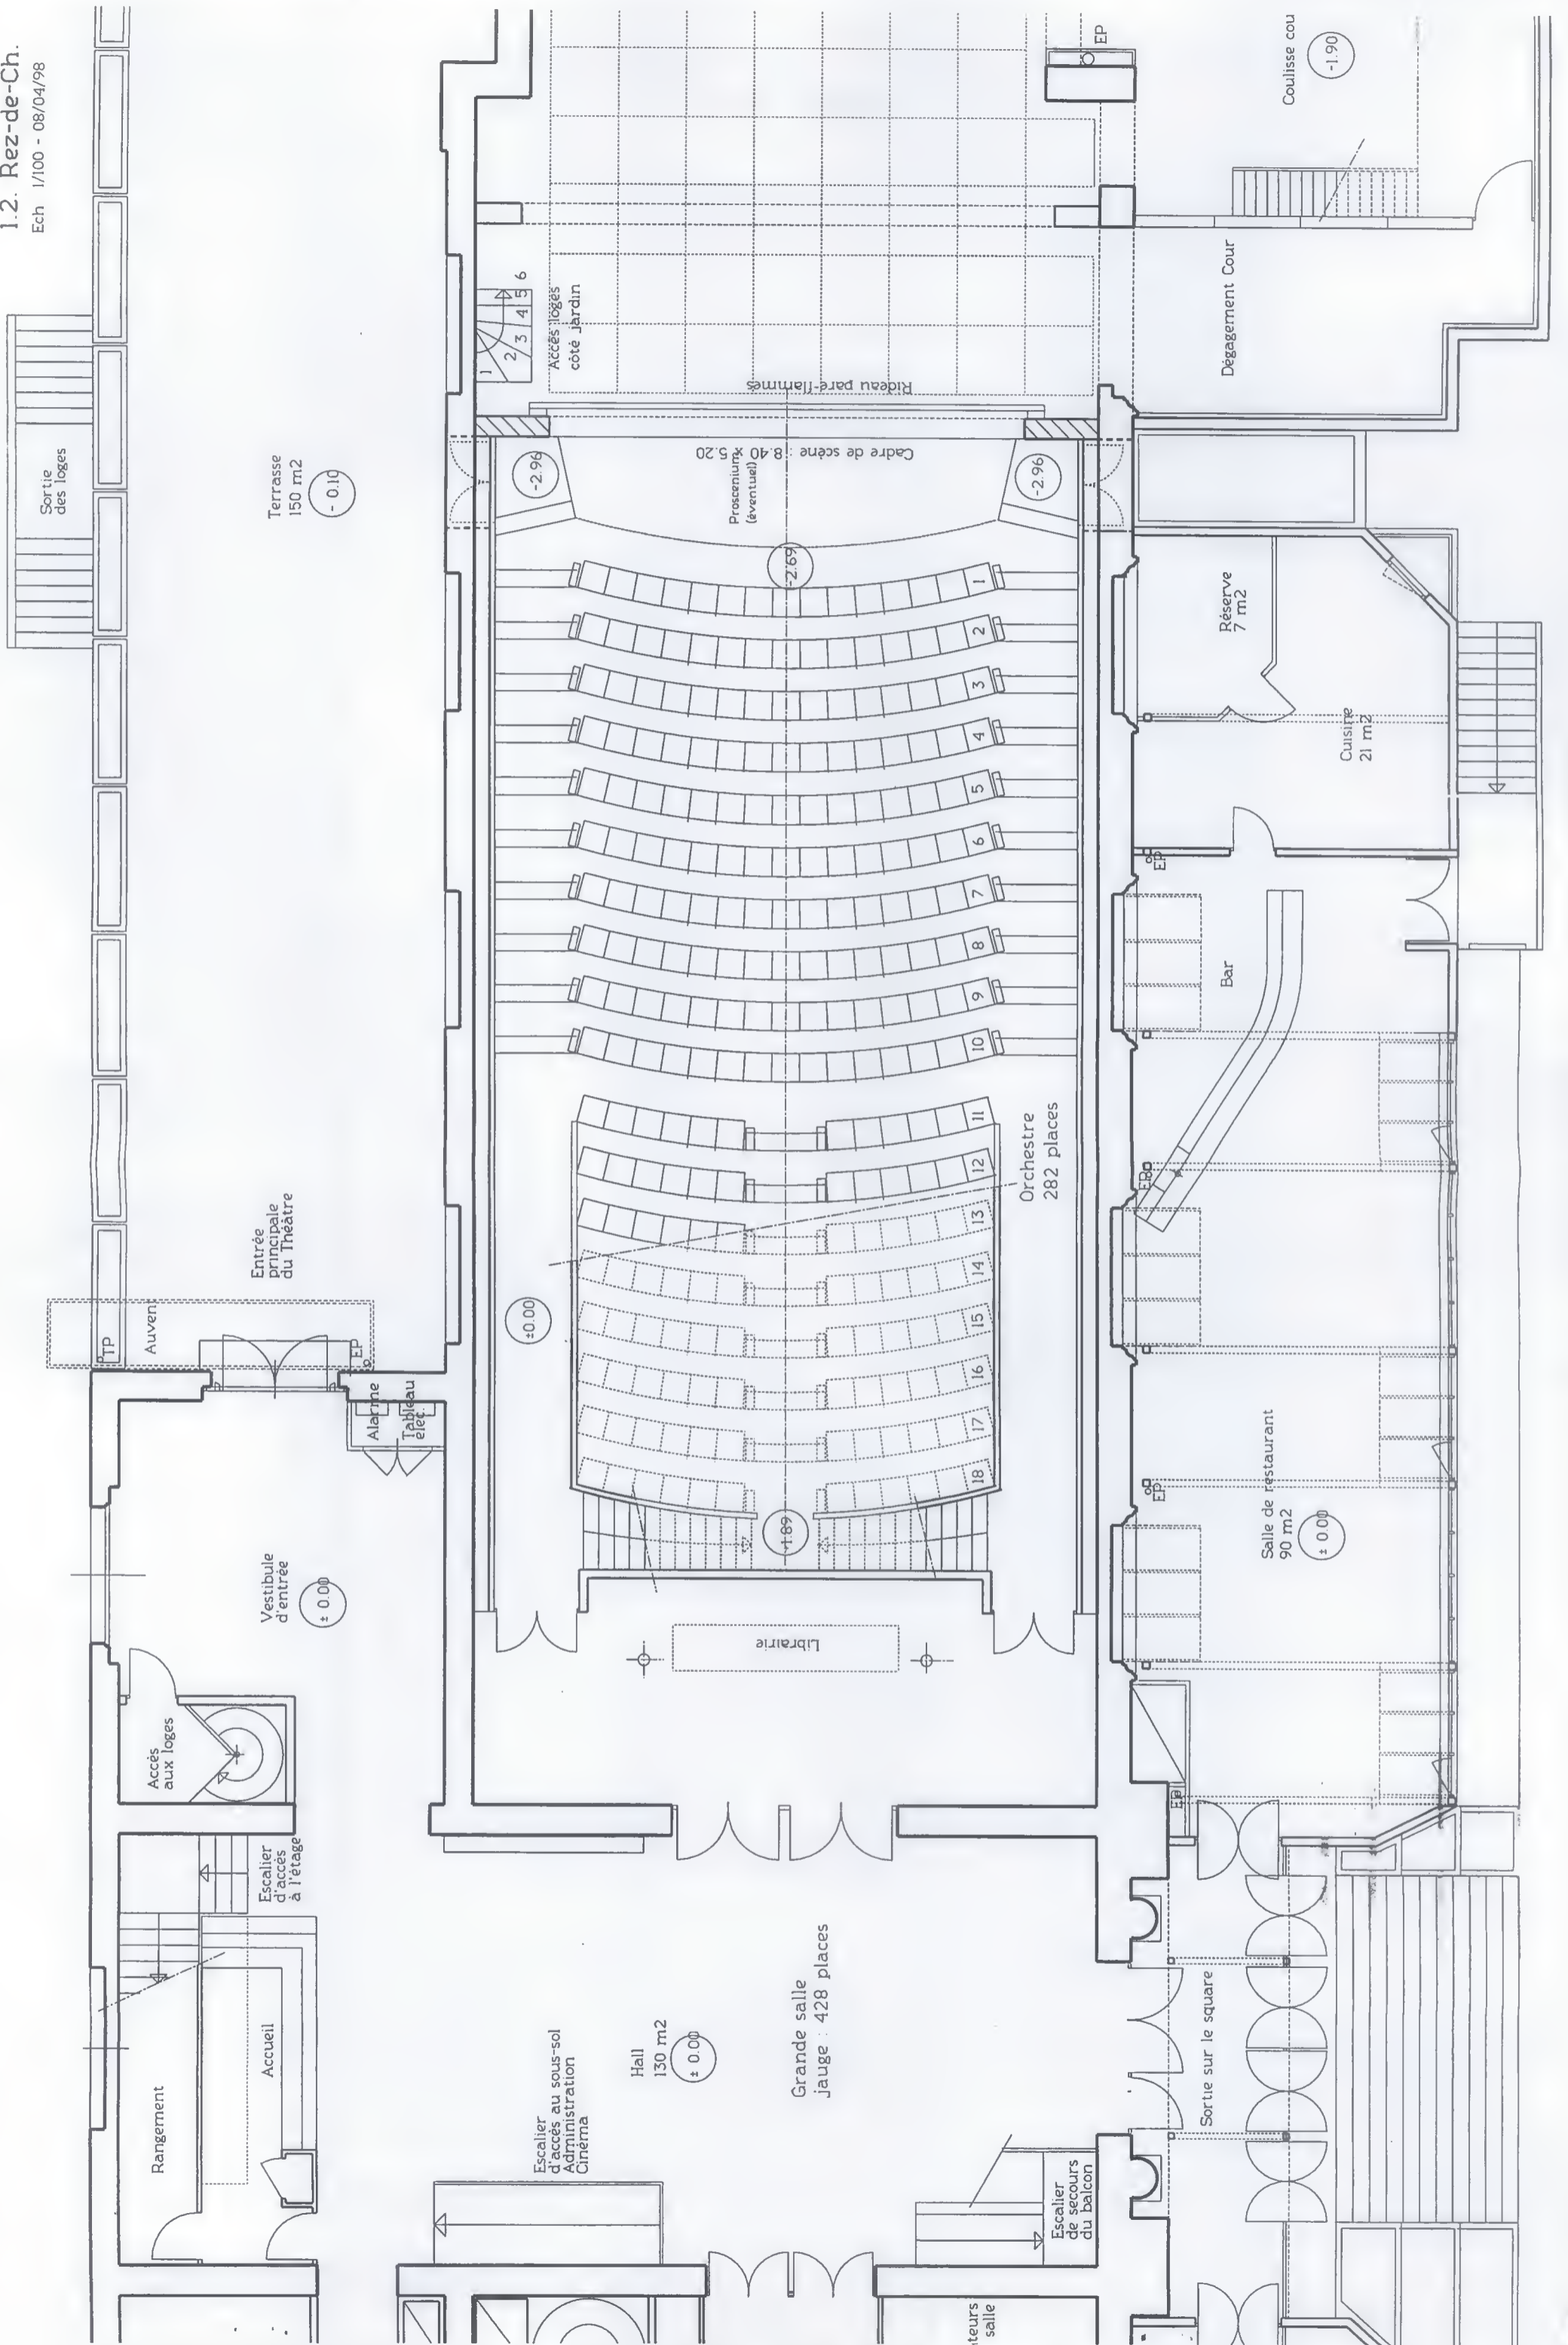 1.2. Rez-de-Ch.
Ech 1/100 - 08/04/98
Sortie
des loges
Terrasse
150 m2
- 0.10
Entrée
principale
du Théâtre
Auvent
TP
EP
Alarme
Tableau
élec.
Vestibule
d'entrée
± 0.00
Accés
aux loges
Escalier
d'accés
à l'étage
Accueil
Rangement
Accès loges
côté jardin
1
2
3
4
5
6
Rideau pare-flammes
Cadre de scène : 8.40 x 5.20
Proscenium
(éventuel)
-2.96
-2.96
-2.69
1
2
3
4
5
6
7
8
9
10
11
12
13
14
15
16
17
18
Orchestre
282 places
±0.00
-1.89
Librairie
Hall
130 m2
± 0.00
Grande salle
jauge : 428 places
Escalier
d'accès au sous-sol
Administration
Cinéma
Escalier
de secours
du balcon
teurs
salle
EP
Coulisse cou
-1.90
Dégagement Cour
Réserve
7 m2
Cuisine
21 m2
EP
Bar
EP
Salle de restaurant
90 m2
± 0.00
EP
EP
Sortie sur le square